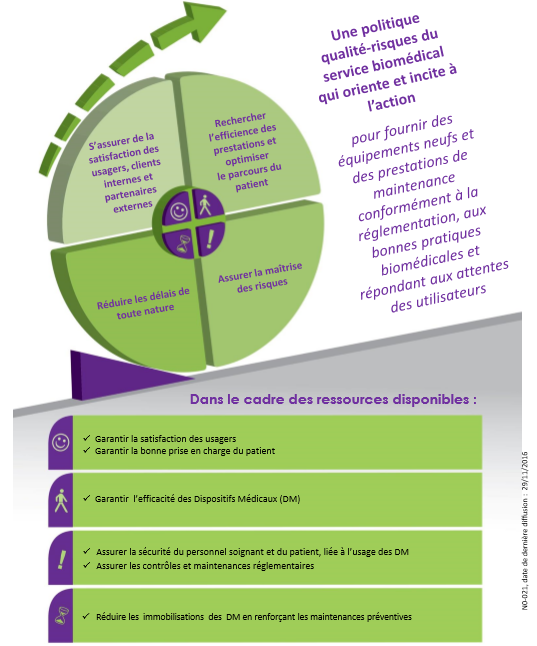 Une politique
qualité-risques du
service biomédical
qui oriente et incite à
l'action
pour fournir des
équipements neufs et
des prestations de
maintenance
conformément à la
réglementation, aux
bonnes pratiques
biomédicales et
répondant aux attentes
des utilisateurs
S'assurer de la
satisfaction des
usagers, clients
internes et
partenaires
externes
Rechercher
l'efficience des
prestations et
optimiser
le parcours du
patient
Réduire les délais de
toute nature
Assurer la maîtrise
des risques
Dans le cadre des ressources disponibles :
✓ Garantir la satisfaction des usagers
✓ Garantir la bonne prise en charge du patient
✓ Garantir l'efficacité des Dispositifs Médicaux (DM)
✓ Assurer la sécurité du personnel soignant et du patient, liée à l'usage des DM
✓ Assurer les contrôles et maintenances réglementaires
✓ Réduire les immobilisations des DM en renforçant les maintenances préventives
NO-021, date de dernière diffusion : 29/11/2016